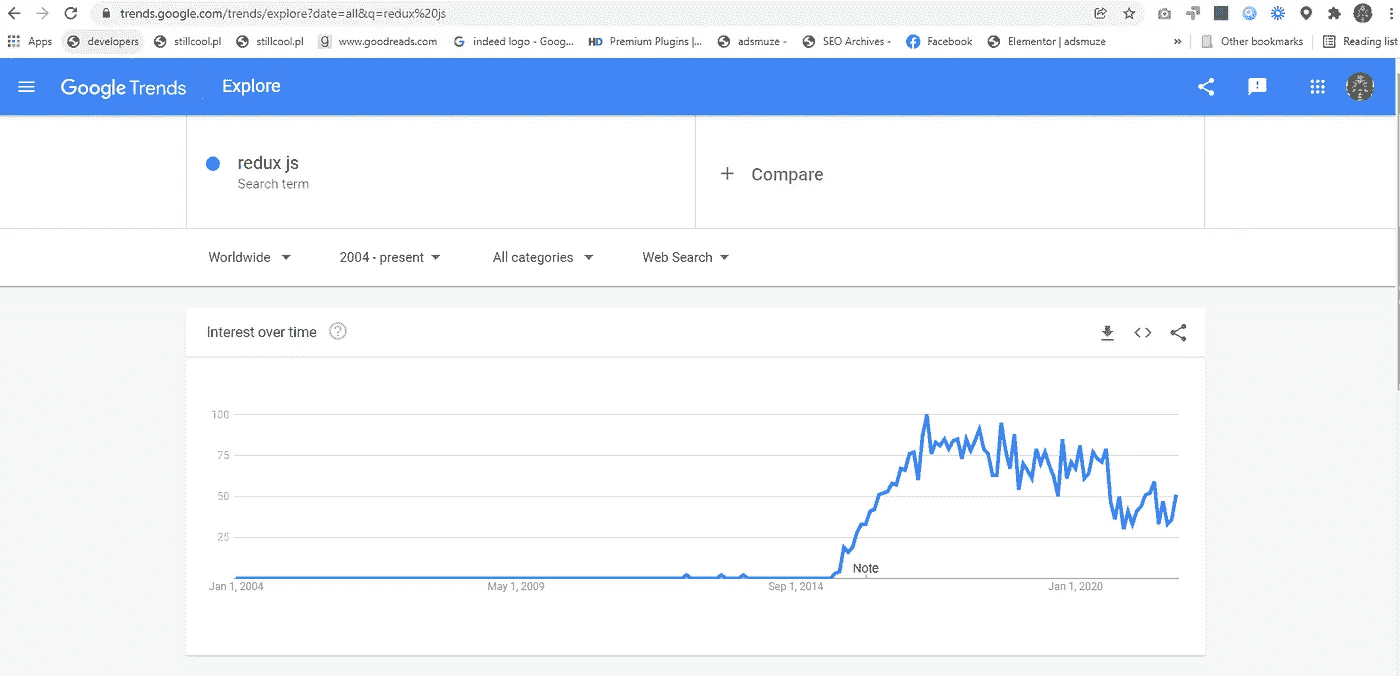 trends.google.com/trends/explore?date=all&q=redux%20js
Apps developers stillcool.pl stillcool.pl g www.goodreads.com G indeed logo - Goog... HD Premium Plugins |... adsmuze - SEO Archives - Facebook Elementor | adsmuze » Other bookmarks Reading list
Google Trends Explore
redux js
Search term
+ Compare
Worldwide 2004 - present All categories Web Search
Interest over time ?
100
75
50
25
Note
Jan 1, 2004 May 1, 2009 Sep 1, 2014 Jan 1, 2020